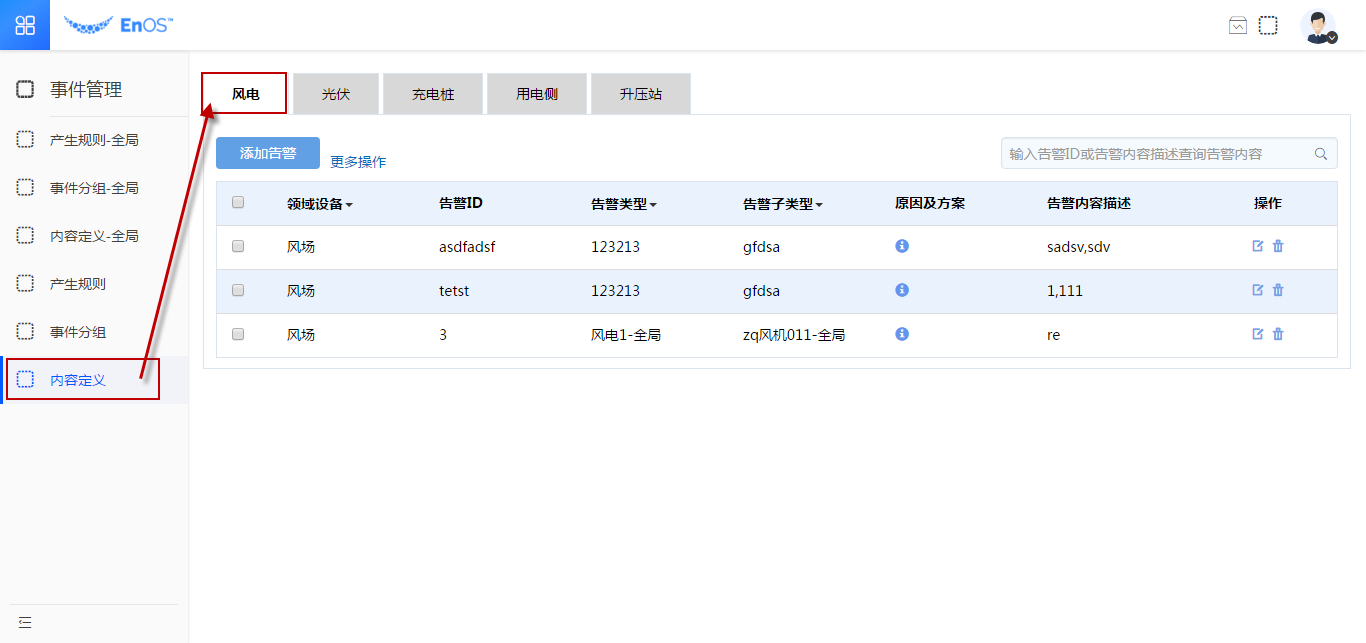 EnOS™
事件管理
产生规则-全局
事件分组-全局
内容定义-全局
产生规则
事件分组
内容定义
风电 光伏 充电桩 用电侧 升压站
添加告警 更多操作 输入告警ID或告警内容描述查询告警内容
领域设备 告警ID 告警类型 告警子类型 原因及方案 告警内容描述 操作
风场 asdfadsf 123213 gfdsa sadsv,sdv
风场 tetst 123213 gfdsa 1,111
风场 3 风电1-全局 zq风机011-全局 re